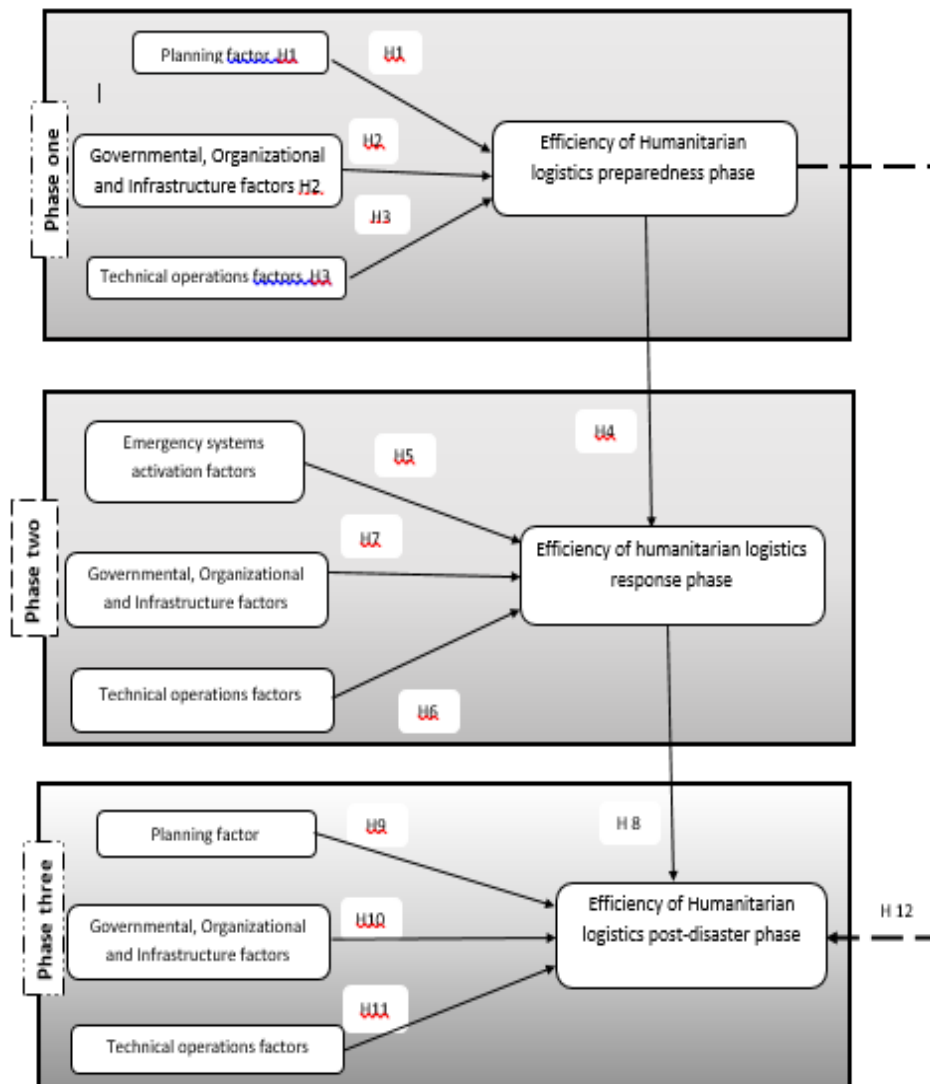 Phase one
Planning factor H1
H1
Governmental, Organizational
and Infrastructure factors H2
H2
Technical operations factors H3
H3
Efficiency of Humanitarian
logistics preparedness phase
H4
Phase two
Emergency systems
activation factors
H5
Governmental, Organizational
and Infrastructure factors
H7
Technical operations factors
H6
Efficiency of humanitarian logistics
response phase
H 8
Phase three
Planning factor
H9
Governmental, Organizational
and Infrastructure factors
H10
Technical operations factors
H11
Efficiency of Humanitarian
logistics post-disaster phase
H 12